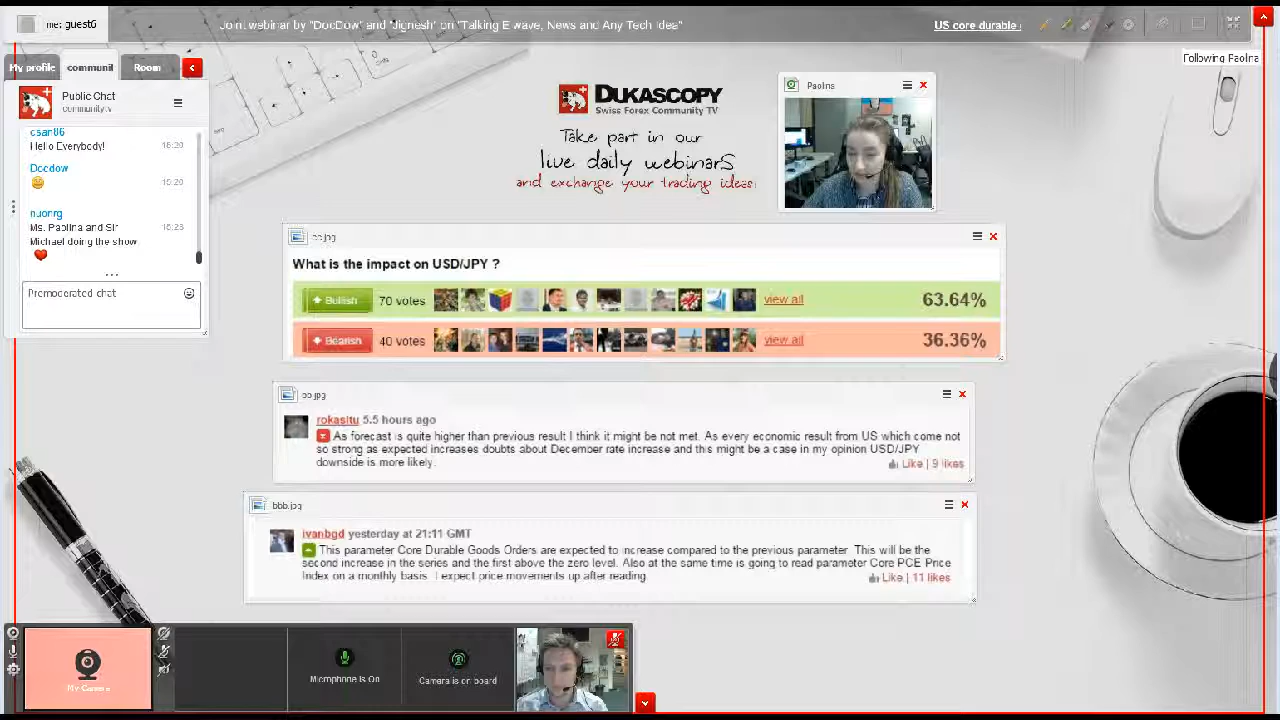 me: guest6
Joint webinar by "DocDow" and "Jignesh" on "Talking E wave, News and Any Tech Idea"
US core durable
Following Paolina
My profile
communit
Room
Public Chat
community.tv
csan86
Hello Everybody!
Docdow
nuonrg
Ms. Paolina and Sir
Michael doing the show
Premoderated chat
DUKASCOPY
Swiss Forex Community TV
Take part in our
live daily webinars
and exchange your trading ideas
Paolina
What is the impact on USD/JPY ?
Bullish 70 votes view all 63.64%
Bearish 40 votes view all 36.36%
rokasltu 5.5 hours ago
As forecast is quite higher than previous result I think it might be not met. As every economic result from US which come not
so strong as expected increases doubts about December rate increase and this might be a case in my opinion USD/JPY
downside is more likely.
Like | 9 likes
bbb.jpg
ivanbgd yesterday at 21:11 GMT
This parameter Core Durable Goods Orders are expected to increase compared to the previous parameter. This will be the
second increase in the series and the first above the zero level. Also at the same time is going to read parameter Core PCE Price
Index on a monthly basis. I expect price movements up after reading.
Like | 11 likes
My Camera
Microphone is On
Camera is on board